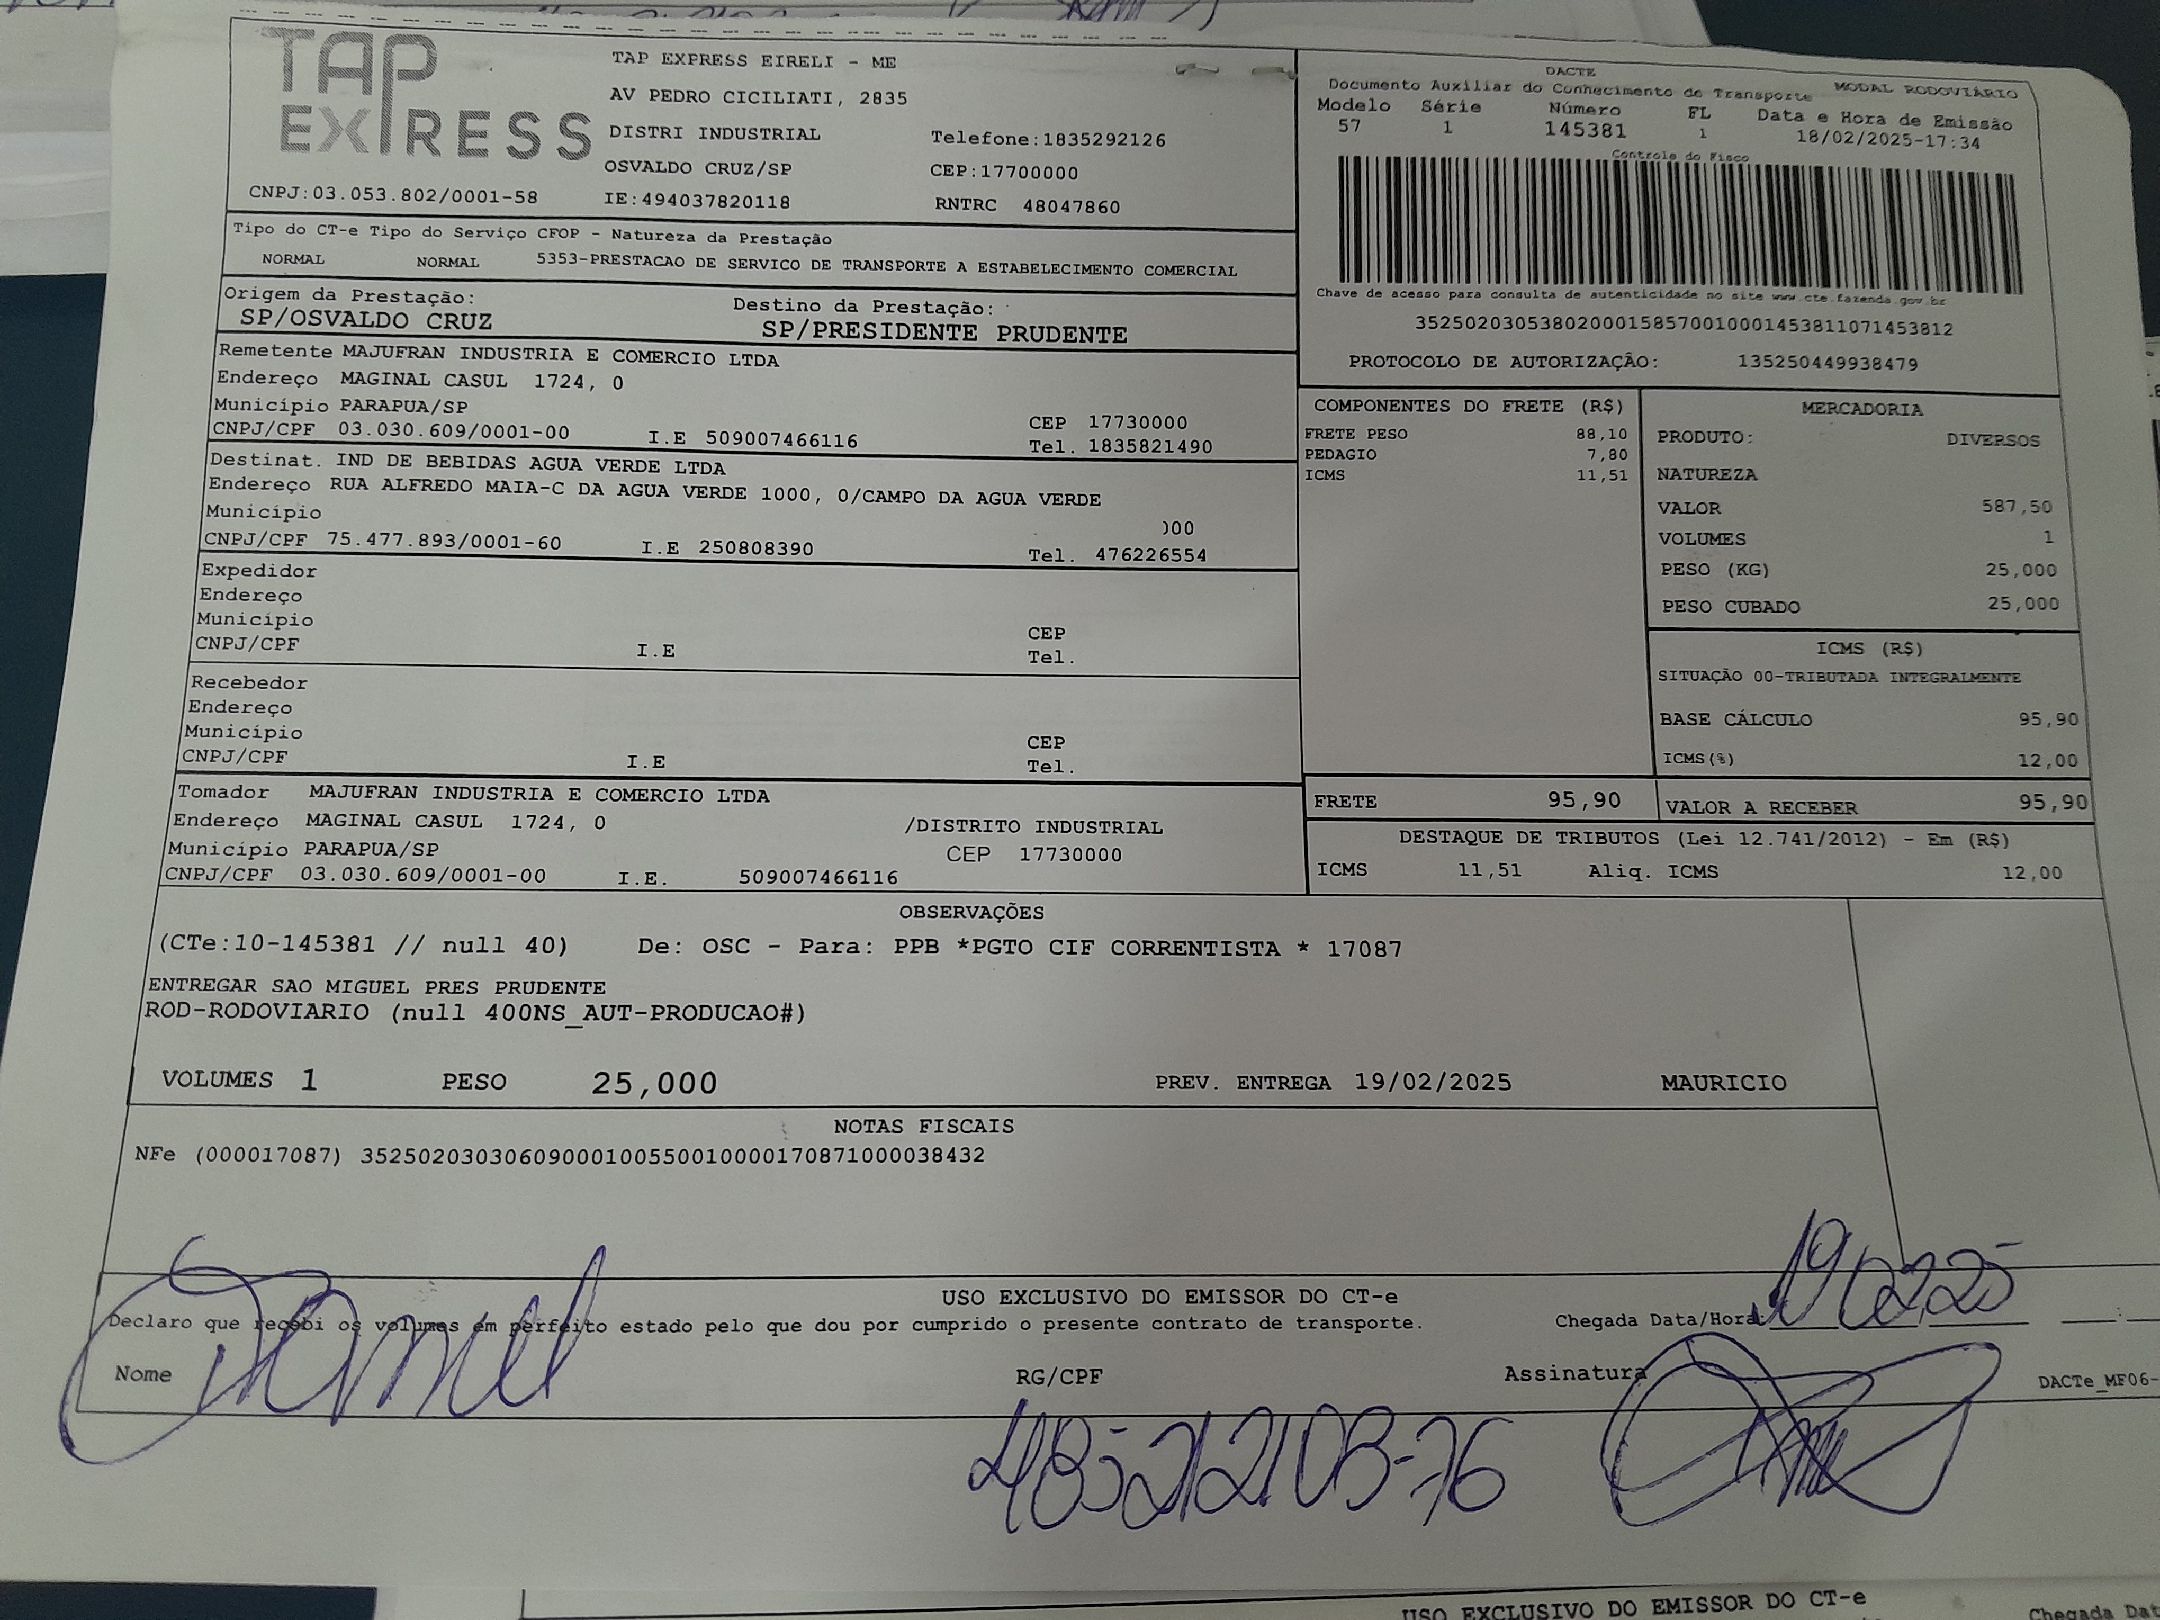 TAP
EXPRESS
TAP EXPRESS EIRELI - ME
AV PEDRO CICILIATI, 2835
DISTRI INDUSTRIAL Telefone:1835292126
OSVALDO CRUZ/SP CEP:17700000
CNPJ:03.053.802/0001-58 IE:494037820118 RNTRC 48047860
DACTE
Documento Auxiliar do Conhecimento de Transporte MODAL RODOVIÁRIO
Modelo Série Número FL Data e Hora de Emissão
57 1 145381 1 18/02/2025-17:34
Controle do Fisco
Chave de acesso para consulta de autenticidade no site www.cte.fazenda.gov.br
35250203053802000158570010001453811071453812
PROTOCOLO DE AUTORIZAÇÃO: 135250449938479
Tipo do CT-e Tipo do Serviço CFOP - Natureza da Prestação
NORMAL NORMAL 5353-PRESTACAO DE SERVICO DE TRANSPORTE A ESTABELECIMENTO COMERCIAL
Origem da Prestação: Destino da Prestação:
SP/OSVALDO CRUZ SP/PRESIDENTE PRUDENTE
Remetente MAJUFRAN INDUSTRIA E COMERCIO LTDA
Endereço MAGINAL CASUL 1724, 0
Município PARAPUA/SP CEP 17730000
CNPJ/CPF 03.030.609/0001-00 I.E 509007466116 Tel. 1835821490
Destinat. IND DE BEBIDAS AGUA VERDE LTDA
Endereço RUA ALFREDO MAIA-C DA AGUA VERDE 1000, 0/CAMPO DA AGUA VERDE
Município 000
CNPJ/CPF 75.477.893/0001-60 I.E 250808390 Tel. 476226554
Expedidor
Endereço
Município CEP
CNPJ/CPF I.E Tel.
Recebedor
Endereço
Município CEP
CNPJ/CPF I.E Tel.
Tomador MAJUFRAN INDUSTRIA E COMERCIO LTDA
Endereço MAGINAL CASUL 1724, 0 /DISTRITO INDUSTRIAL
Município PARAPUA/SP CEP 17730000
CNPJ/CPF 03.030.609/0001-00 I.E. 509007466116
COMPONENTES DO FRETE (R$)
FRETE PESO 88,10
PEDAGIO 7,80
ICMS 11,51
MERCADORIA
PRODUTO: DIVERSOS
NATUREZA
VALOR 587,50
VOLUMES 1
PESO (KG) 25,000
PESO CUBADO 25,000
ICMS (R$)
SITUAÇÃO 00-TRIBUTADA INTEGRALMENTE
BASE CÁLCULO 95,90
ICMS(%) 12,00
FRETE 95,90 VALOR A RECEBER 95,90
DESTAQUE DE TRIBUTOS (Lei 12.741/2012) - Em (R$)
ICMS 11,51 Aliq. ICMS 12,00
OBSERVAÇÕES
(CTe:10-145381 // null 40) De: OSC - Para: PPB *PGTO CIF CORRENTISTA * 17087
ENTREGAR SAO MIGUEL PRES PRUDENTE
ROD-RODOVIARIO (null 400NS_AUT-PRODUCAO#)
VOLUMES 1 PESO 25,000 PREV. ENTREGA 19/02/2025 MAURICIO
NOTAS FISCAIS
NFe (000017087) 35250203030609000100550010000170871000038432
USO EXCLUSIVO DO EMISSOR DO CT-e
Declaro que recebi os volumes em perfeito estado pelo que dou por cumprido o presente contrato de transporte. Chegada Data/Hora:
Nome RG/CPF Assinatura DACTe_MF06-
485212103-76
USO EXCLUSIVO DO EMISSOR DO CT-e
Chegada Dat